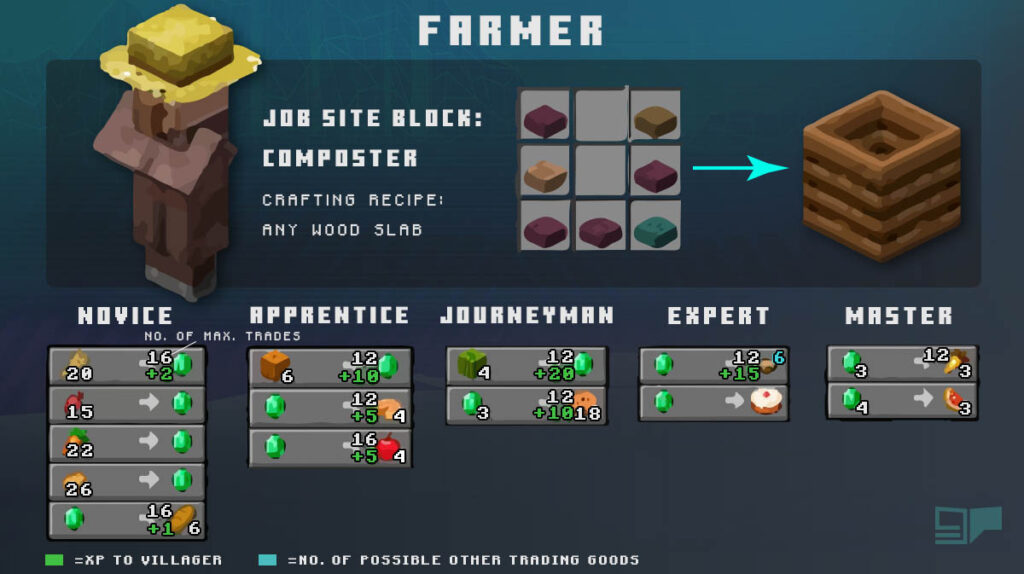 FARMER
JOB SITE BLOCK:
COMPOSTER
CRAFTING RECIPE:
ANY WOOD SLAB
NOVICE
NO. OF MAX. TRADES
20 16 +2
15
22
26
16 +1 6
APPRENTICE
6 12 +10
12 +5 4
16 +5 4
JOURNEYMAN
4 12 +20
3 12 +10 18
EXPERT
12 +15 6
MASTER
3 12 3
4 3
=XP TO VILLAGER
=NO. OF POSSIBLE OTHER TRADING GOODS